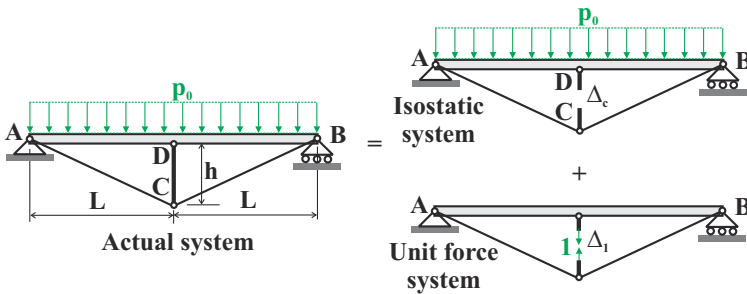 p₀
A
B
D
C
h
L
L
Actual system
=
p₀
A
B
D
Δc
C
Isostatic
system
+
A
B
1
Δ₁
Unit force
system